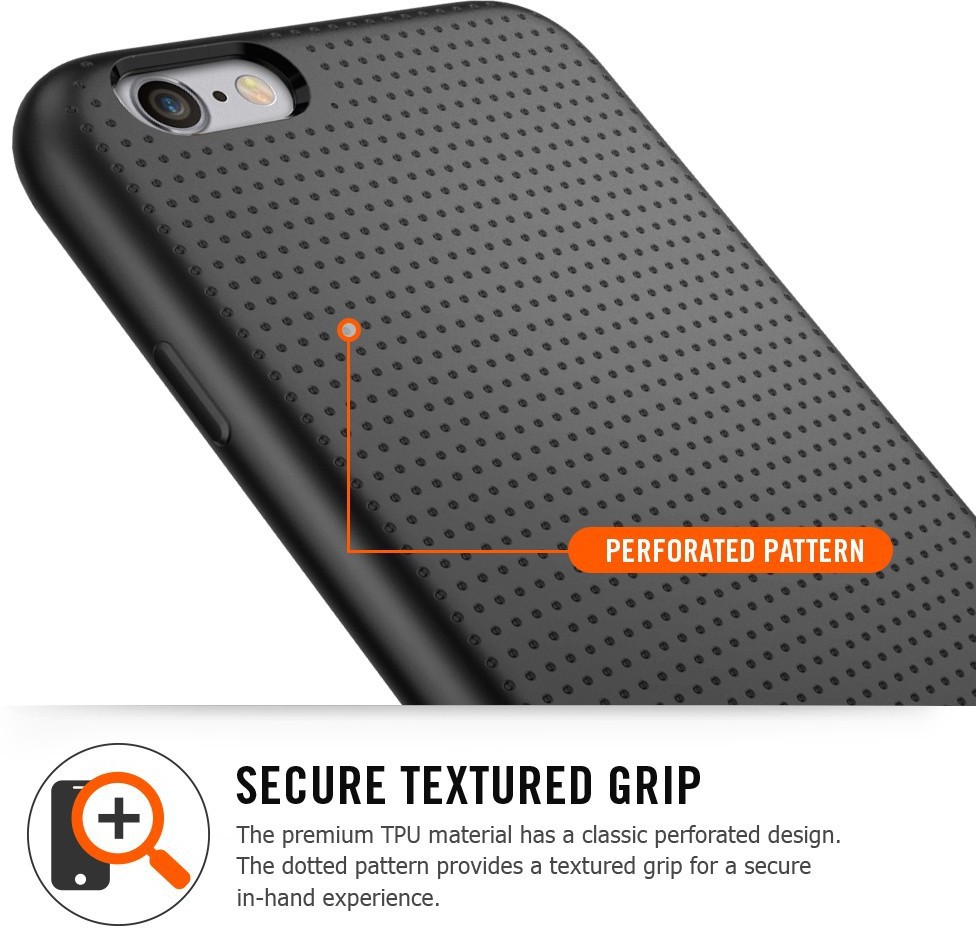 PERFORATED PATTERN
SECURE TEXTURED GRIP
The premium TPU material has a classic perforated design.
The dotted pattern provides a textured grip for a secure
in-hand experience.